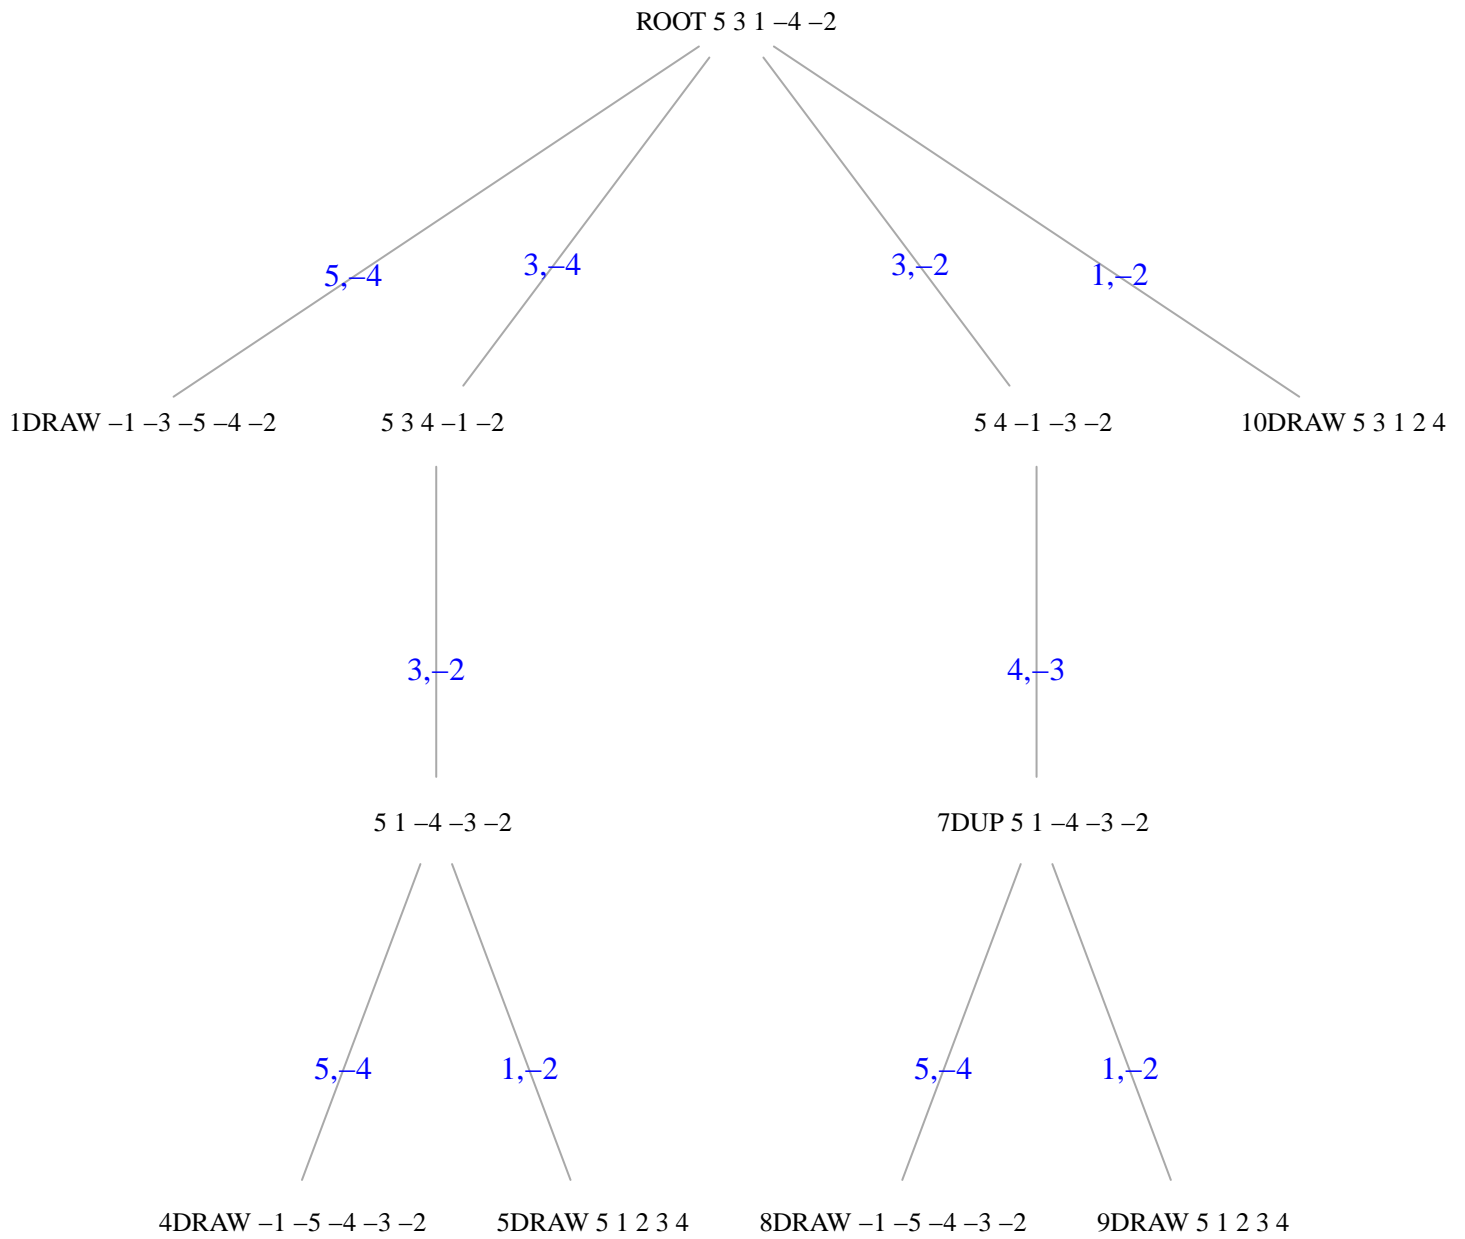 ROOT 5 3 1 –4 –2
5,–4
3,–4
3,–2
1,–2
1DRAW –1 –3 –5 –4 –2
5 3 4 –1 –2
5 4 –1 –3 –2
10DRAW 5 3 1 2 4
3,–2
4,–3
5 1 –4 –3 –2
7DUP 5 1 –4 –3 –2
5,–4
1,–2
5,–4
1,–2
4DRAW –1 –5 –4 –3 –2
5DRAW 5 1 2 3 4
8DRAW –1 –5 –4 –3 –2
9DRAW 5 1 2 3 4